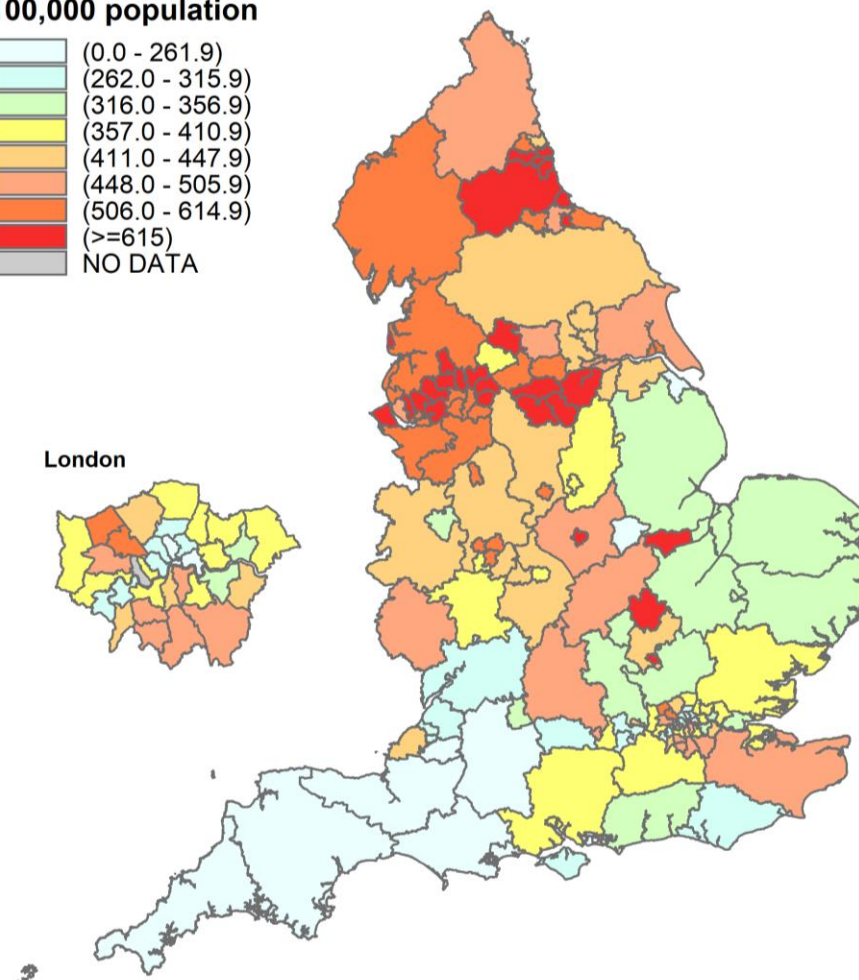 00,000 population
(0.0 - 261.9)
(262.0 - 315.9)
(316.0 - 356.9)
(357.0 - 410.9)
(411.0 - 447.9)
(448.0 - 505.9)
(506.0 - 614.9)
(>=615)
NO DATA
London